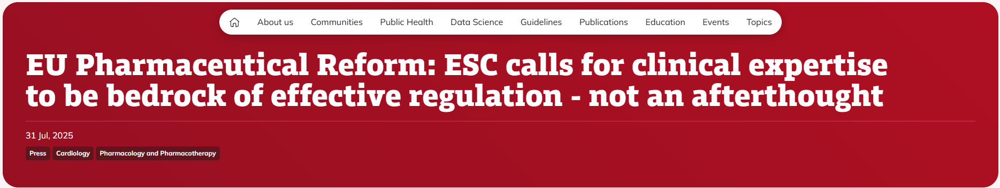 About us Communities Public Health Data Science Guidelines Publications Education Events Topics
EU Pharmaceutical Reform: ESC calls for clinical expertise
to be bedrock of effective regulation - not an afterthought
31 Jul, 2025
Press Cardiology Pharmacology and Pharmacotherapy